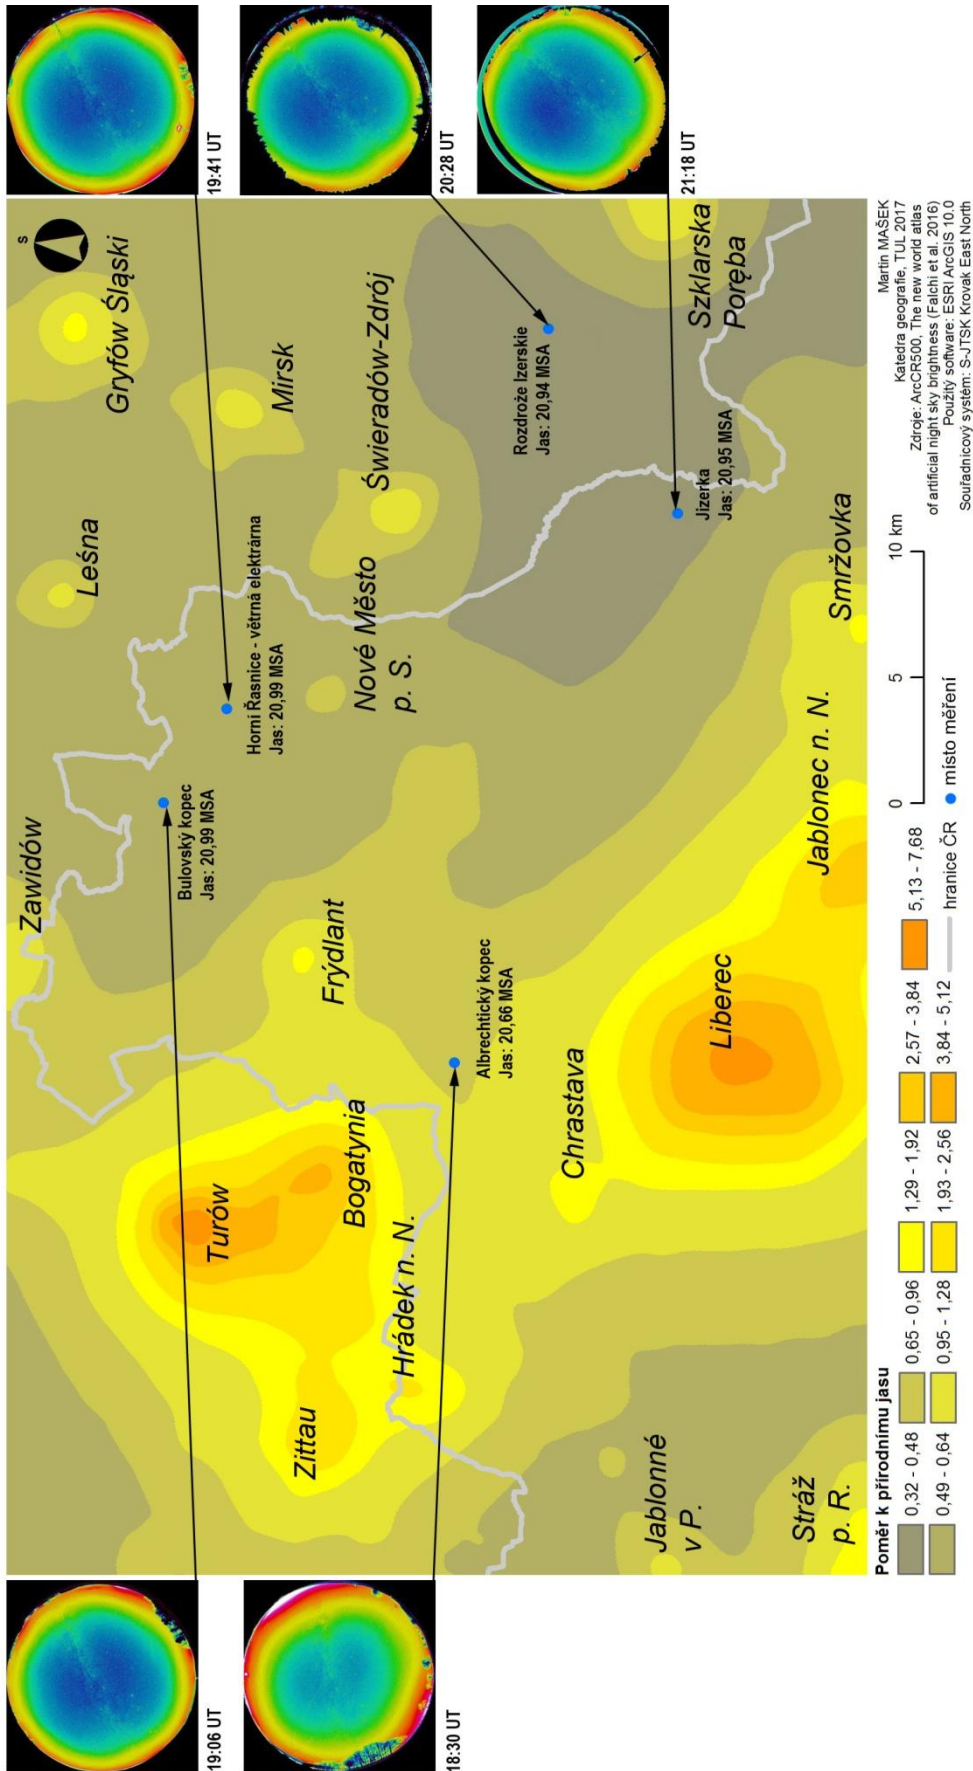 19:06 UT
18:30 UT
19:41 UT
20:28 UT
21:18 UT
S
Zawidów
Leśna
Gryfów Śląski
Mirsk
Bulovský kopec
Jas: 20,99 MSA
Horní Řasnice - větrná elektrárna
Jas: 20,99 MSA
Turów
Bogatynia
Frýdlant
Nové Město
p. S.
Świeradów-Zdrój
Zittau
Hrádek n. N.
Albrechtický kopec
Jas: 20,66 MSA
Rozdroże Izerskie
Jas: 20,94 MSA
Chrastava
Jizerka
Jas: 20,95 MSA
Szklarska
Poręba
Jablonné
v P.
Liberec
Stráž
p. R.
Jablonec n. N.
Smržovka
Poměr k přírodnímu jasu
0,32 - 0,48
0,65 - 0,96
1,29 - 1,92
2,57 - 3,84
5,13 - 7,68
0,49 - 0,64
0,95 - 1,28
1,93 - 2,56
3,84 - 5,12
hranice ČR
místo měření
0
5
10 km
Martin MAŠEK
Katedra geografie, TUL 2017
Zdroje: ArcCR500, The new world atlas
of artificial night sky brightness (Falchi et al. 2016)
Použitý software: ESRI ArcGIS 10.0
Souřadnicový systém: S-JTSK Krovak East North